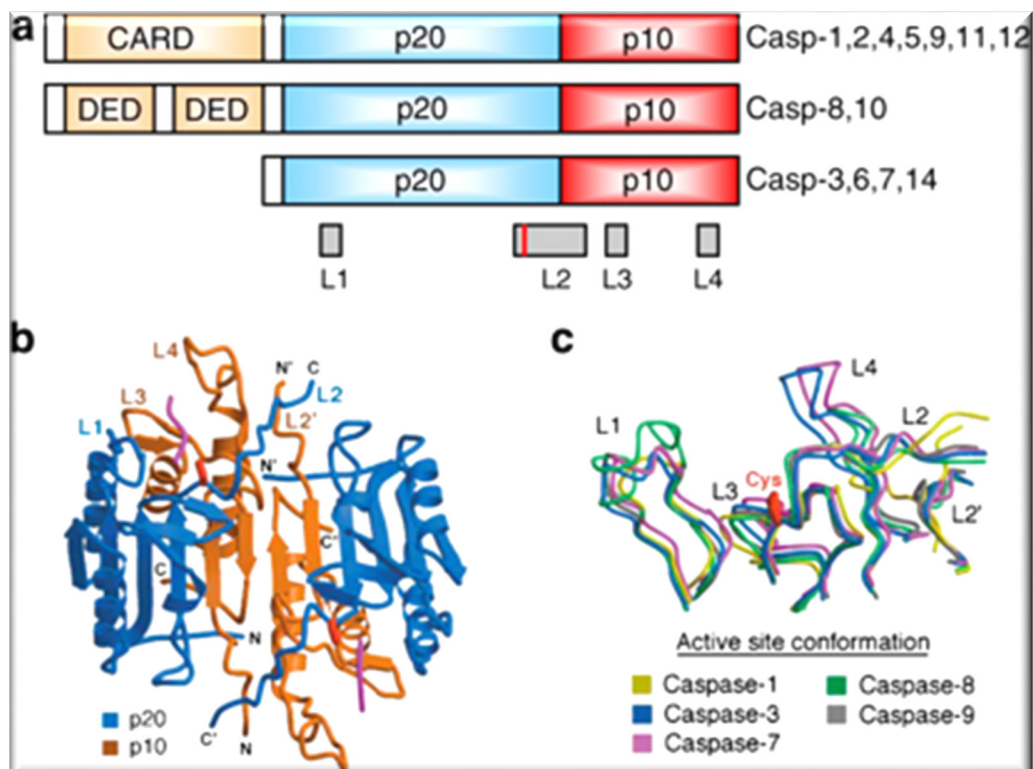 a
CARD p20 p10 Casp-1,2,4,5,9,11,12
DED DED p20 p10 Casp-8,10
p20 p10 Casp-3,6,7,14
L1 L2 L3 L4
b
L4
N' C
L3 L2
L1 L2'
N'
C'
C
N
C' N
p20
p10
c
L4
L1 L2
Cys
L3
L2'
Active site conformation
Caspase-1 Caspase-8
Caspase-3 Caspase-9
Caspase-7